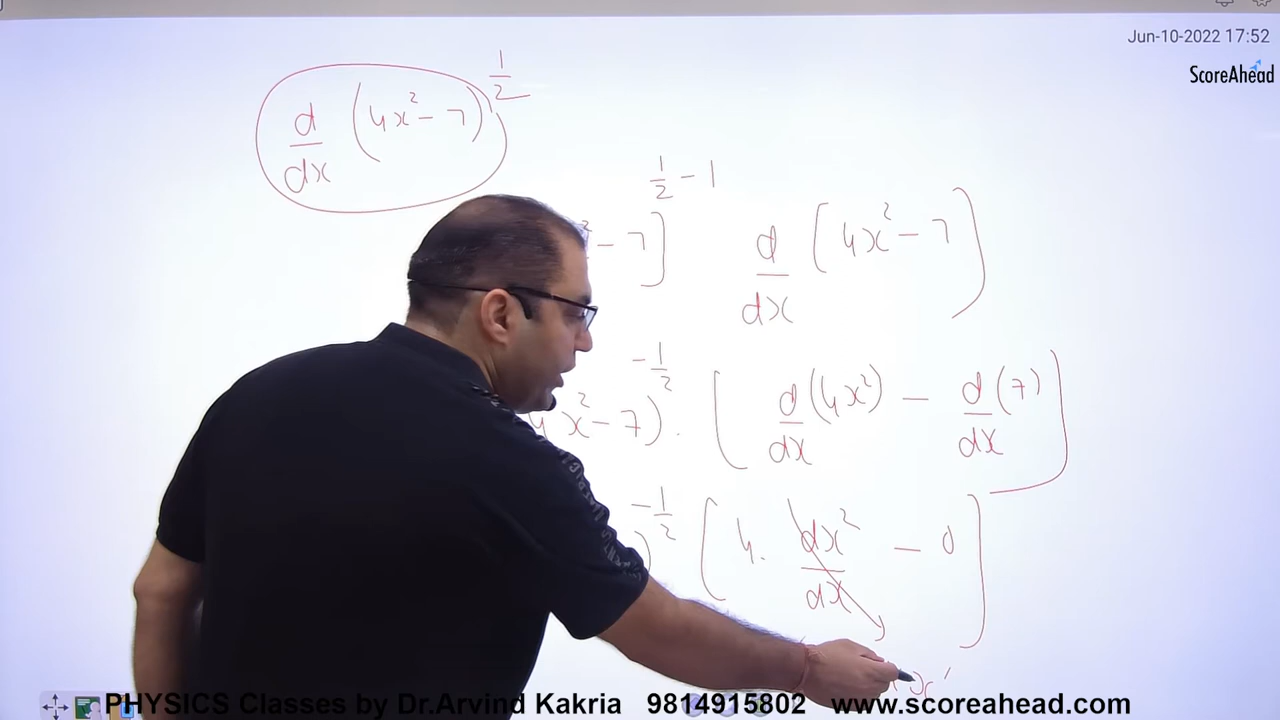 Jun-10-2022 17:52
ScoreAhead
d/dx (4x² - 7)^1/2
² - 7]^1/2 - 1 d/dx (4x² - 7)
4x² - 7)^-1/2 . [d/dx (4x²) - d/dx (7)]
)^-1/2 [4. dx²/dx - 0]
PHYSICS Classes by Dr.Arvind Kakria 9814915802 www.scoreahead.com